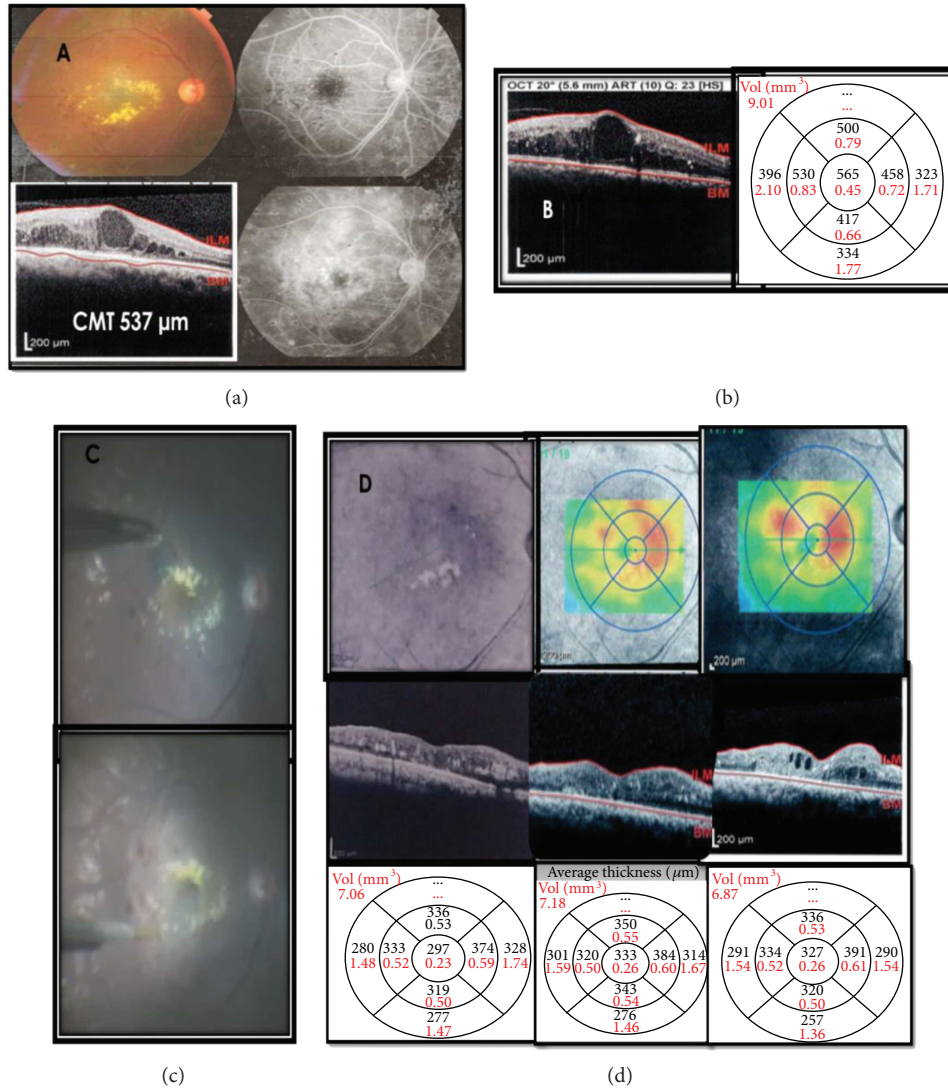 A
ILM
BM
CMT 537 µm
200 µm
(a)
OCT 20° (5.6 mm) ART (10) Q: 23 [HS]
ILM
BM
B
200 µm
Vol (mm³)
9.01
...
...
500
0.79
396 530 565 458 323
2.10 0.83 0.45 0.72 1.71
417
0.66
334
1.77
(b)
C
(c)
D
200 µm
200 µm
ILM
BM
ILM
BM
200 µm
Vol (mm³)
7.06
...
...
336
0.53
280 333 297 374 328
1.48 0.52 0.23 0.59 1.74
319
0.50
277
1.47
Average thickness (µm)
Vol (mm³)
7.18
...
...
350
0.55
301 320 333 384 314
1.59 0.50 0.26 0.60 1.67
343
0.54
276
1.46
Vol (mm³)
6.87
...
...
336
0.53
291 334 327 391 290
1.54 0.52 0.26 0.61 1.54
320
0.50
257
1.36
(d)